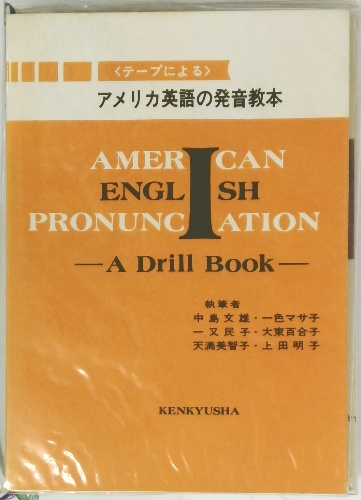 〈テープによる〉
アメリカ英語の発音教本
AMERICAN
ENGLISH
PRONUNCIATION
—A Drill Book—
執筆者
中島文雄・一色マサ子
一又民子・大東百合子
天満美智子・上田明子
KENKYUSHA